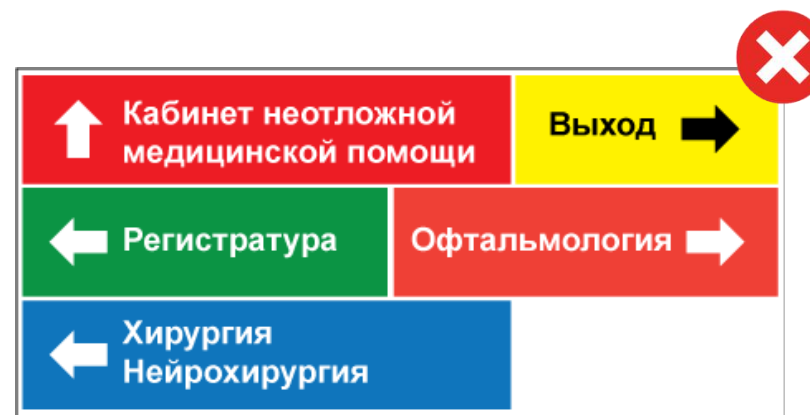 Кабинет неотложной
медицинской помощи
Выход
Регистратура
Офтальмология
Хирургия
Нейрохирургия